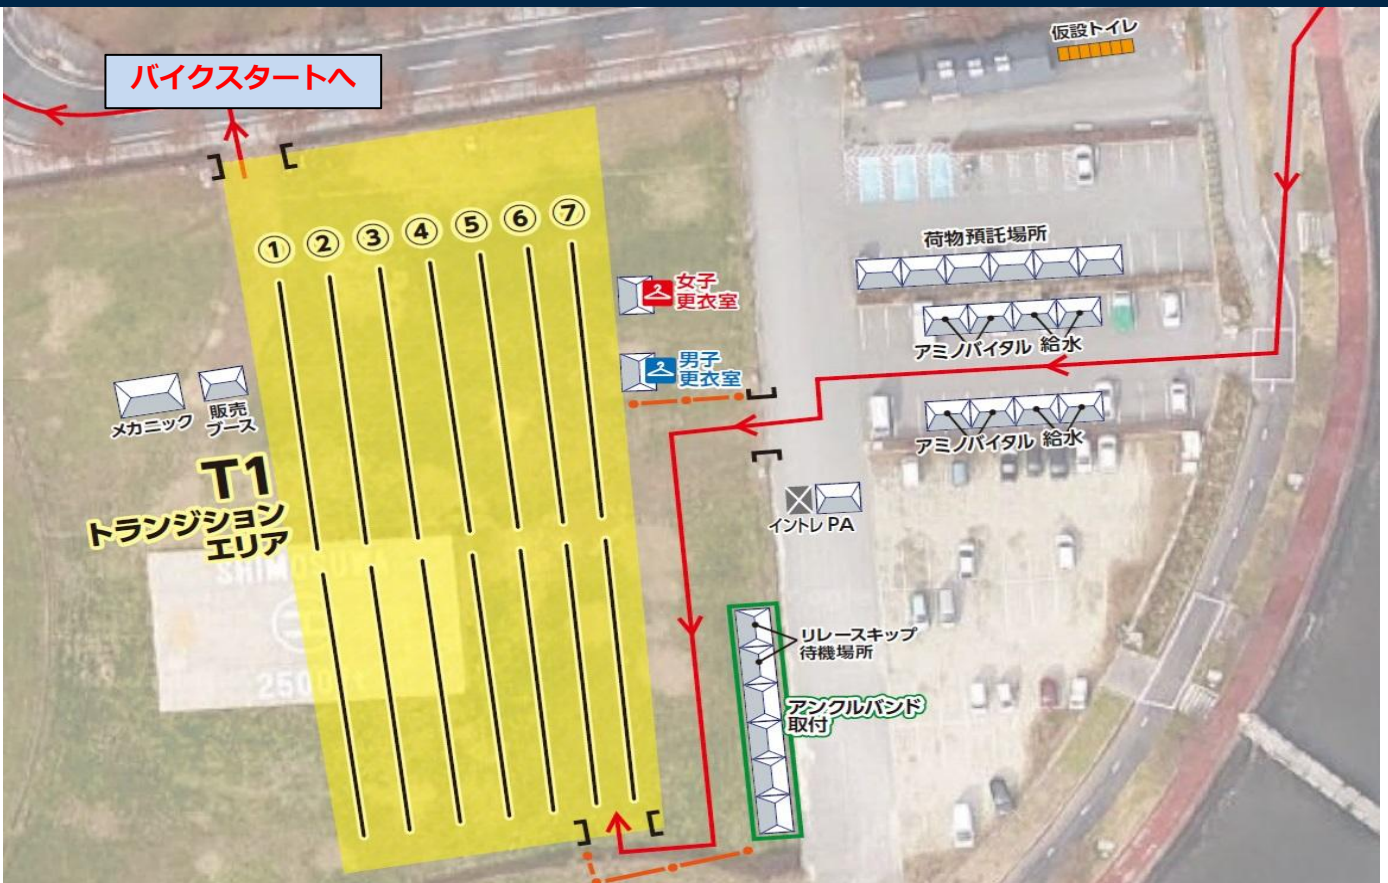 バイクスタートへ
仮設トイレ
① ② ③ ④ ⑤ ⑥ ⑦
荷物預託場所
女子
更衣室
アミノバイタル 給水
男子
更衣室
メカニック
販売
ブース
アミノバイタル 給水
T1
トランジション
エリア
イントレ PA
リレースキップ
待機場所
アンクルバンド
取付